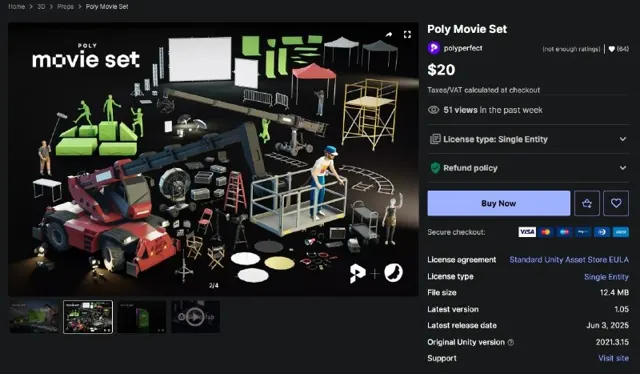 Home > 3D > Props > Poly Movie Set
POLY
movie set
2/4
Poly Movie Set
polyperfect
(not enough ratings)
(64)
$20
Taxes/VAT calculated at checkout
51 views in the past week
License type: Single Entity
Refund policy
Buy Now
Secure checkout:
VISA
License agreement
Standard Unity Asset Store EULA
License type
Single Entity
File size
12.4 MB
Latest version
1.05
Latest release date
Jun 3, 2025
Original Unity version
2021.3.15
Support
Visit site